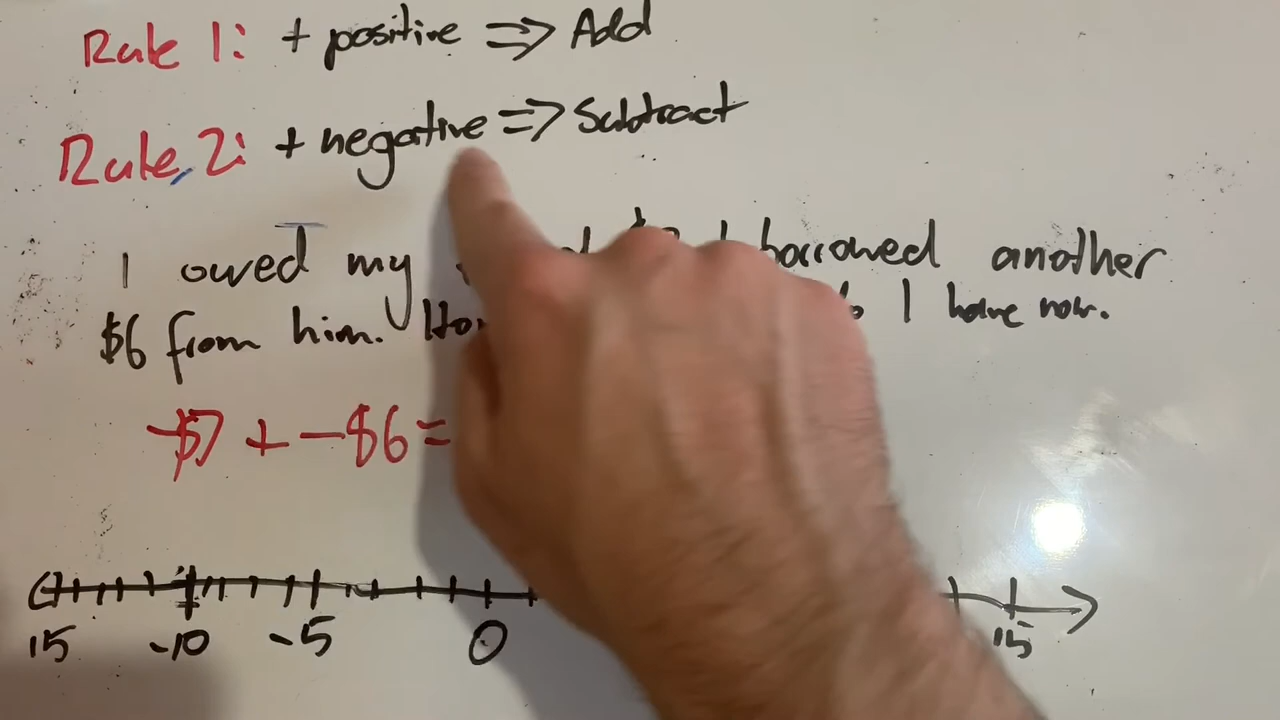 Rule 1: + positive => Add
Rule 2: + negative => Subtract
I owed my borrowed another
$6 from him. I have now.
-$7 + -$6 =
15 -10 -5 0 15